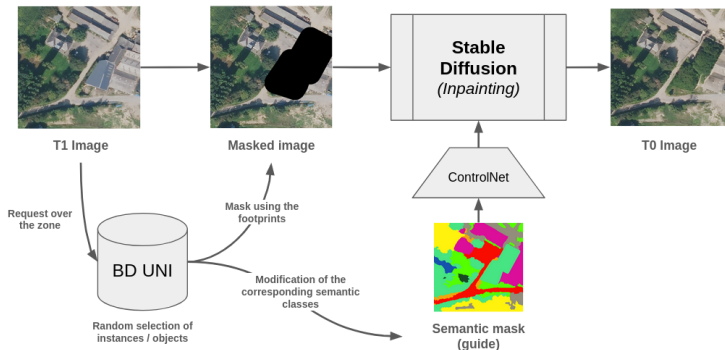 Stable
Diffusion
(Inpainting)
T1 Image
Masked image
T0 Image
ControlNet
Request over
the zone
Mask using the
footprints
BD UNI
Modification of the
corresponding semantic
classes
Random selection of
instances / objects
Semantic mask
(guide)